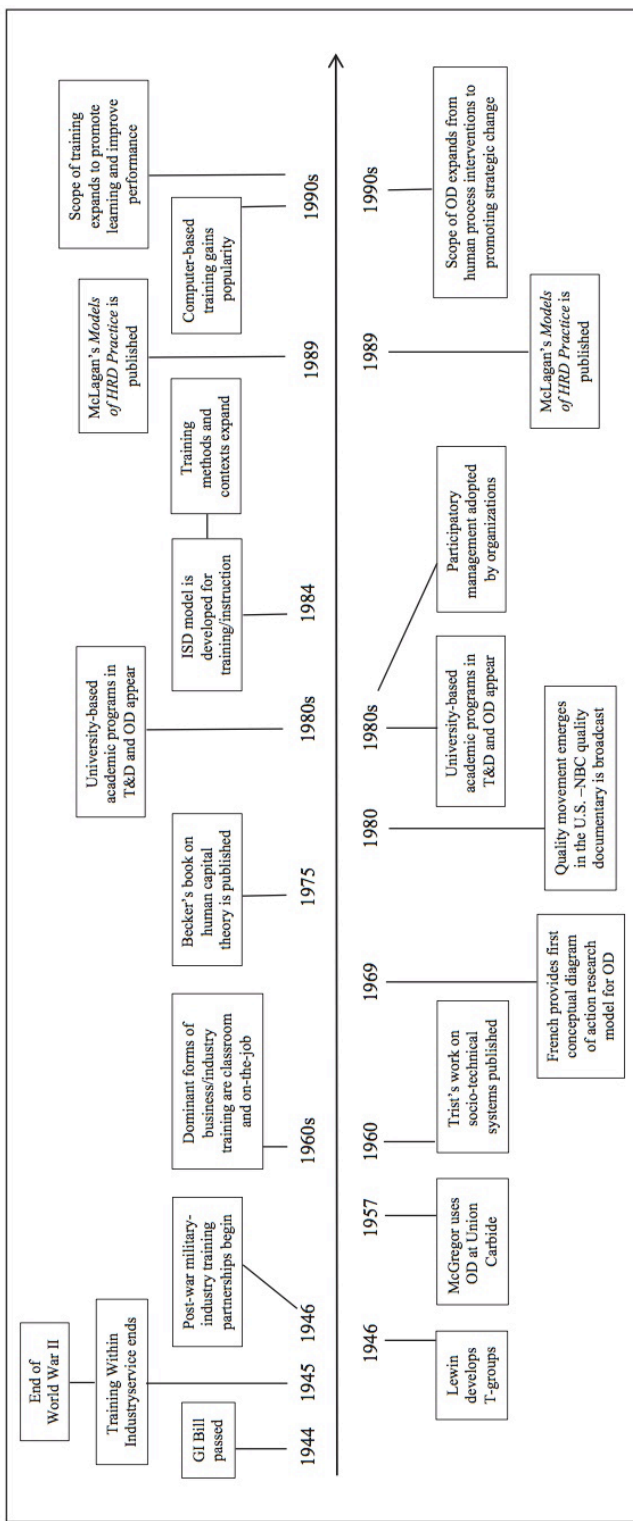 End of
World War II
Training Within
Industryservice ends
GI Bill
passed
1944
1945
Post-war military-
industry training
partnerships begin
1946
Dominant forms of
business/industry
training are classroom
and on-the-job
1960s
Becker's book on
human capital
theory is published
1975
University-based
academic programs in
T&D and OD appear
1980s
ISD model is
developed for
training/instruction
1984
Training
methods and
contexts expand
McLagan's Models
of HRD Practice is
published
1989
Computer-based
training gains
popularity
Scope of training
expands to promote
learning and improve
performance
1990s
1946
Lewin
develops
T-groups
1957
McGregor uses
OD at Union
Carbide
1960
Trist's work on
socio-technical
systems published
1969
French provides first
conceptual diagram
of action research
model for OD
1980
Quality movement emerges
in the U.S. –NBC quality
documentary is broadcast
1980s
University-based
academic programs in
T&D and OD appear
Participatory
management adopted
by organizations
1989
McLagan's Models
of HRD Practice is
published
1990s
Scope of OD expands from
human process interventions to
promoting strategic change